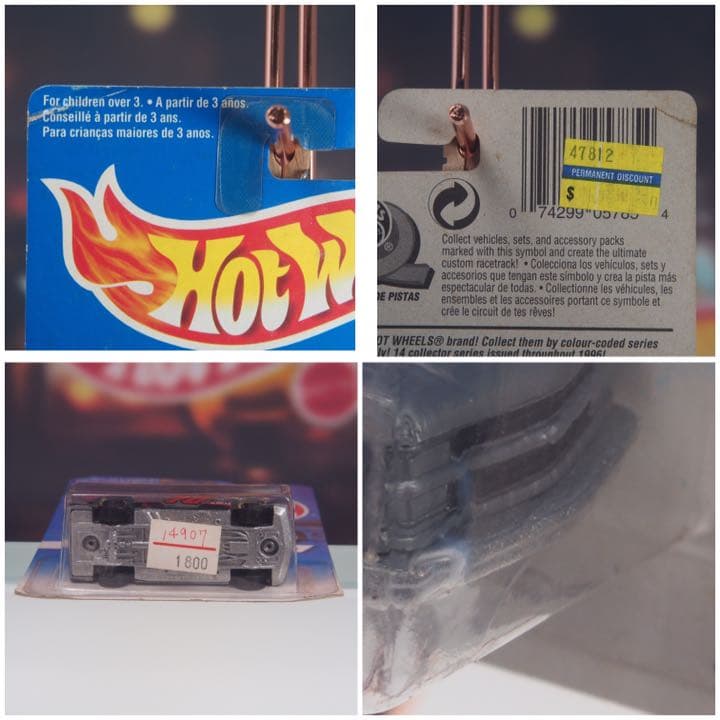 For children over 3. • A partir de 3 años.
Conseillé à partir de 3 ans.
Para crianças maiores de 3 anos.
HOT W
47812
PERMANENT DISCOUNT
$
0 74299 05785 4
Collect vehicles, sets, and accessory packs
marked with this symbol and create the ultimate
custom racetrack! • Colecciona los vehículos, sets y
accesorios que tengan este símbolo y crea la pista más
espectacular de todas. • Collectionne les véhicules, les
ensembles et les accessoires portant ce symbole et
crée le circuit de tes rêves!
DE PISTAS
OT WHEELS® brand! Collect them by colour-coded series
ly! 14 collector series issued throughout 1996!
14907
1800